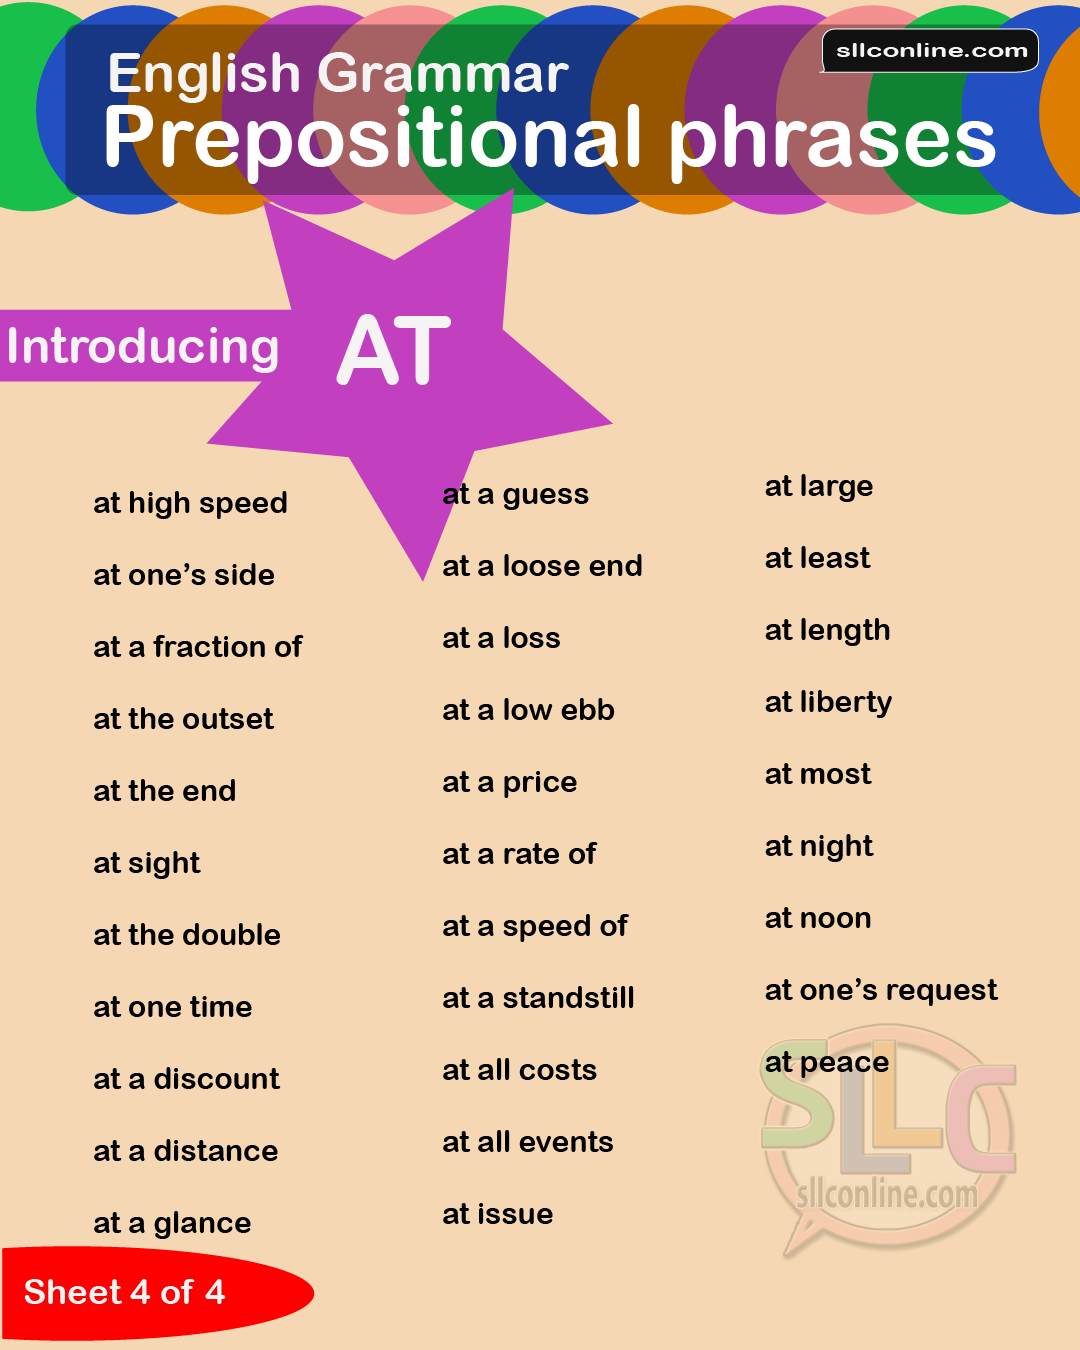 sllconline.com
English Grammar
Prepositional phrases
Introducing
AT
at high speed
at one’s side
at a fraction of
at the outset
at the end
at sight
at the double
at one time
at a discount
at a distance
at a glance
at a guess
at a loose end
at a loss
at a low ebb
at a price
at a rate of
at a speed of
at a standstill
at all costs
at all events
at issue
at large
at least
at length
at liberty
at most
at night
at noon
at one’s request
at peace
SLLC
sllconline.com
Sheet 4 of 4